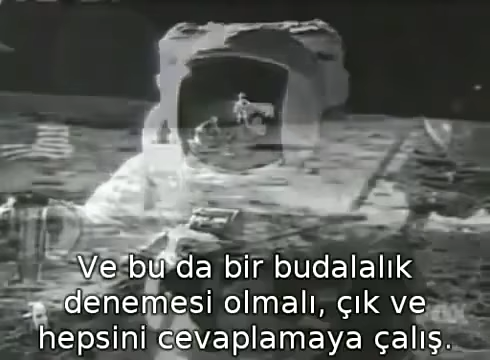 Ve bu da bir budalalık
denemesi olmalı, çık ve
hepsini cevaplamaya çalış.